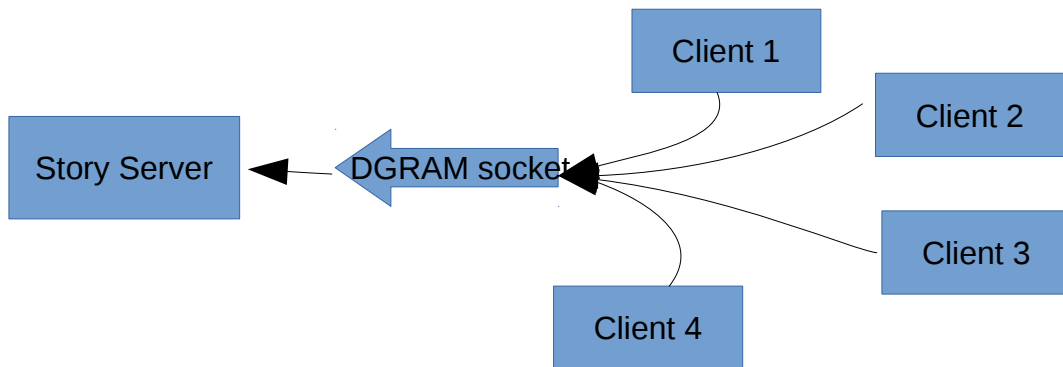 Client 1
Client 2
Story Server
DGRAM socket
Client 3
Client 4